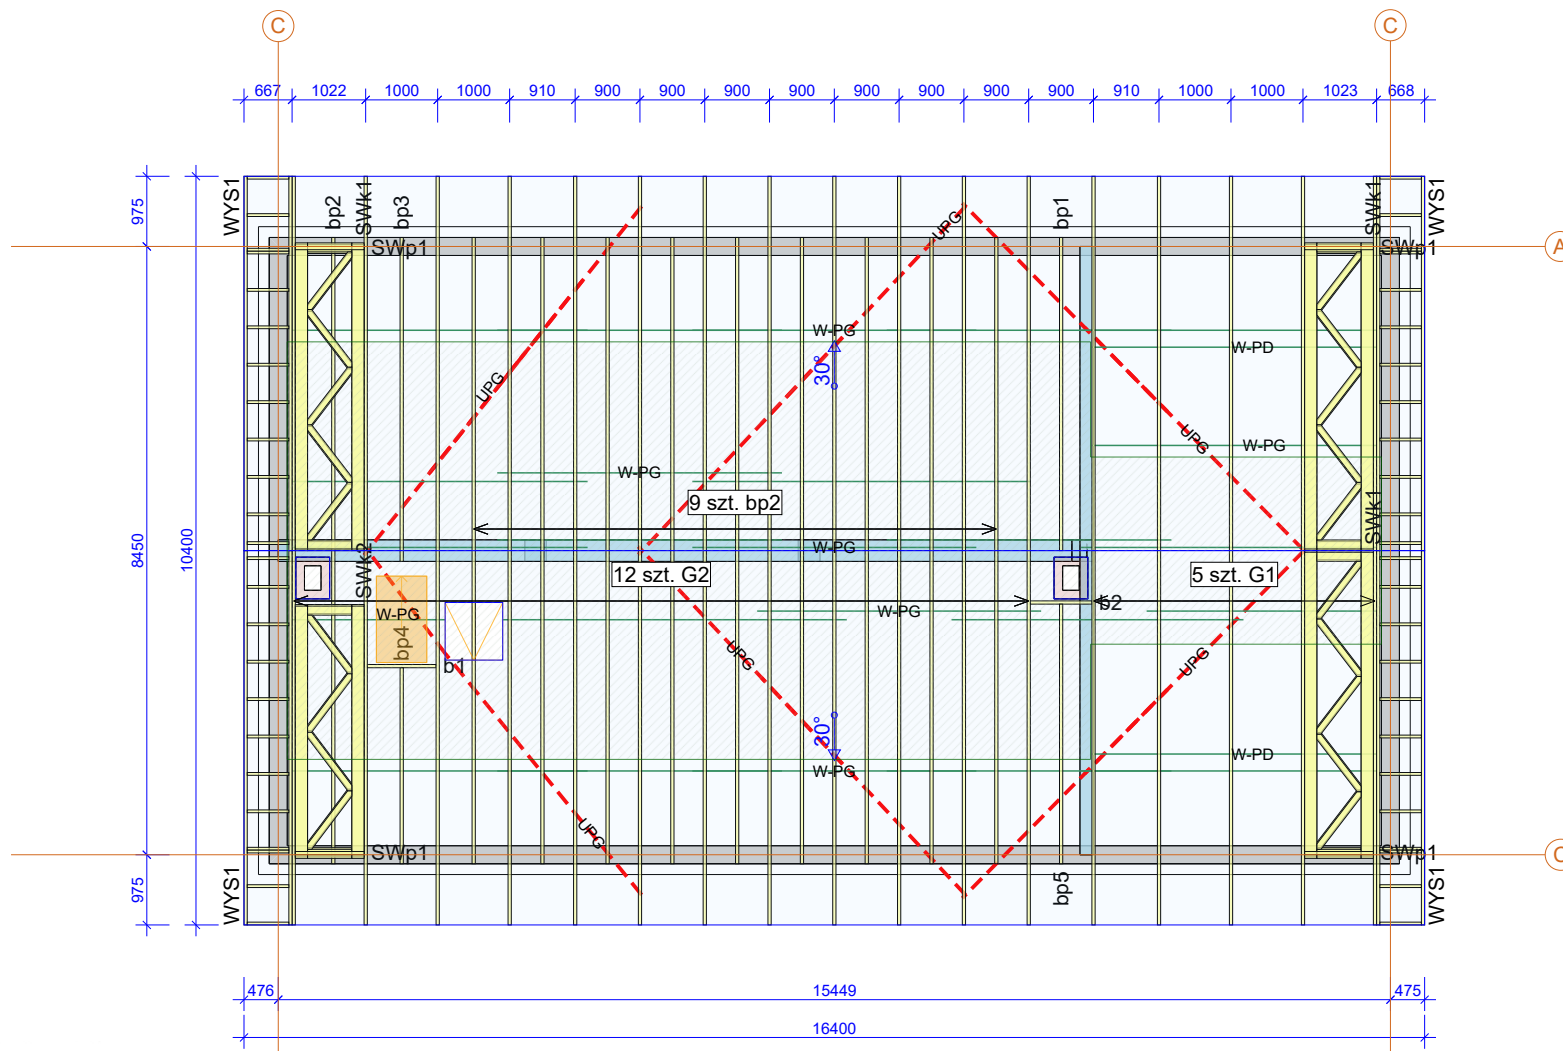 C C
667 1022 1000 1000 910 900 900 900 900 900 900 900 900 910 1000 1000 1023 668
WYS1 bp2 SWk1 bp3 UPG bp1 SWk1 WYS1
975
SWp1 SWp1 A
W-PG
W-PD
30°
UPG
UPG W-PG
W-PG
9 szt. bp2
SWk1
8450 10400
SWk2 W-PG
12 szt. G2 5 szt. G1
b2
W-PG W-PG
bp4 b1
UPG UPG
30°
W-PD
W-PG
UPG
SWp1 SWp1 C
WYS1 bp5 WYS1
975
476 15449 475
16400